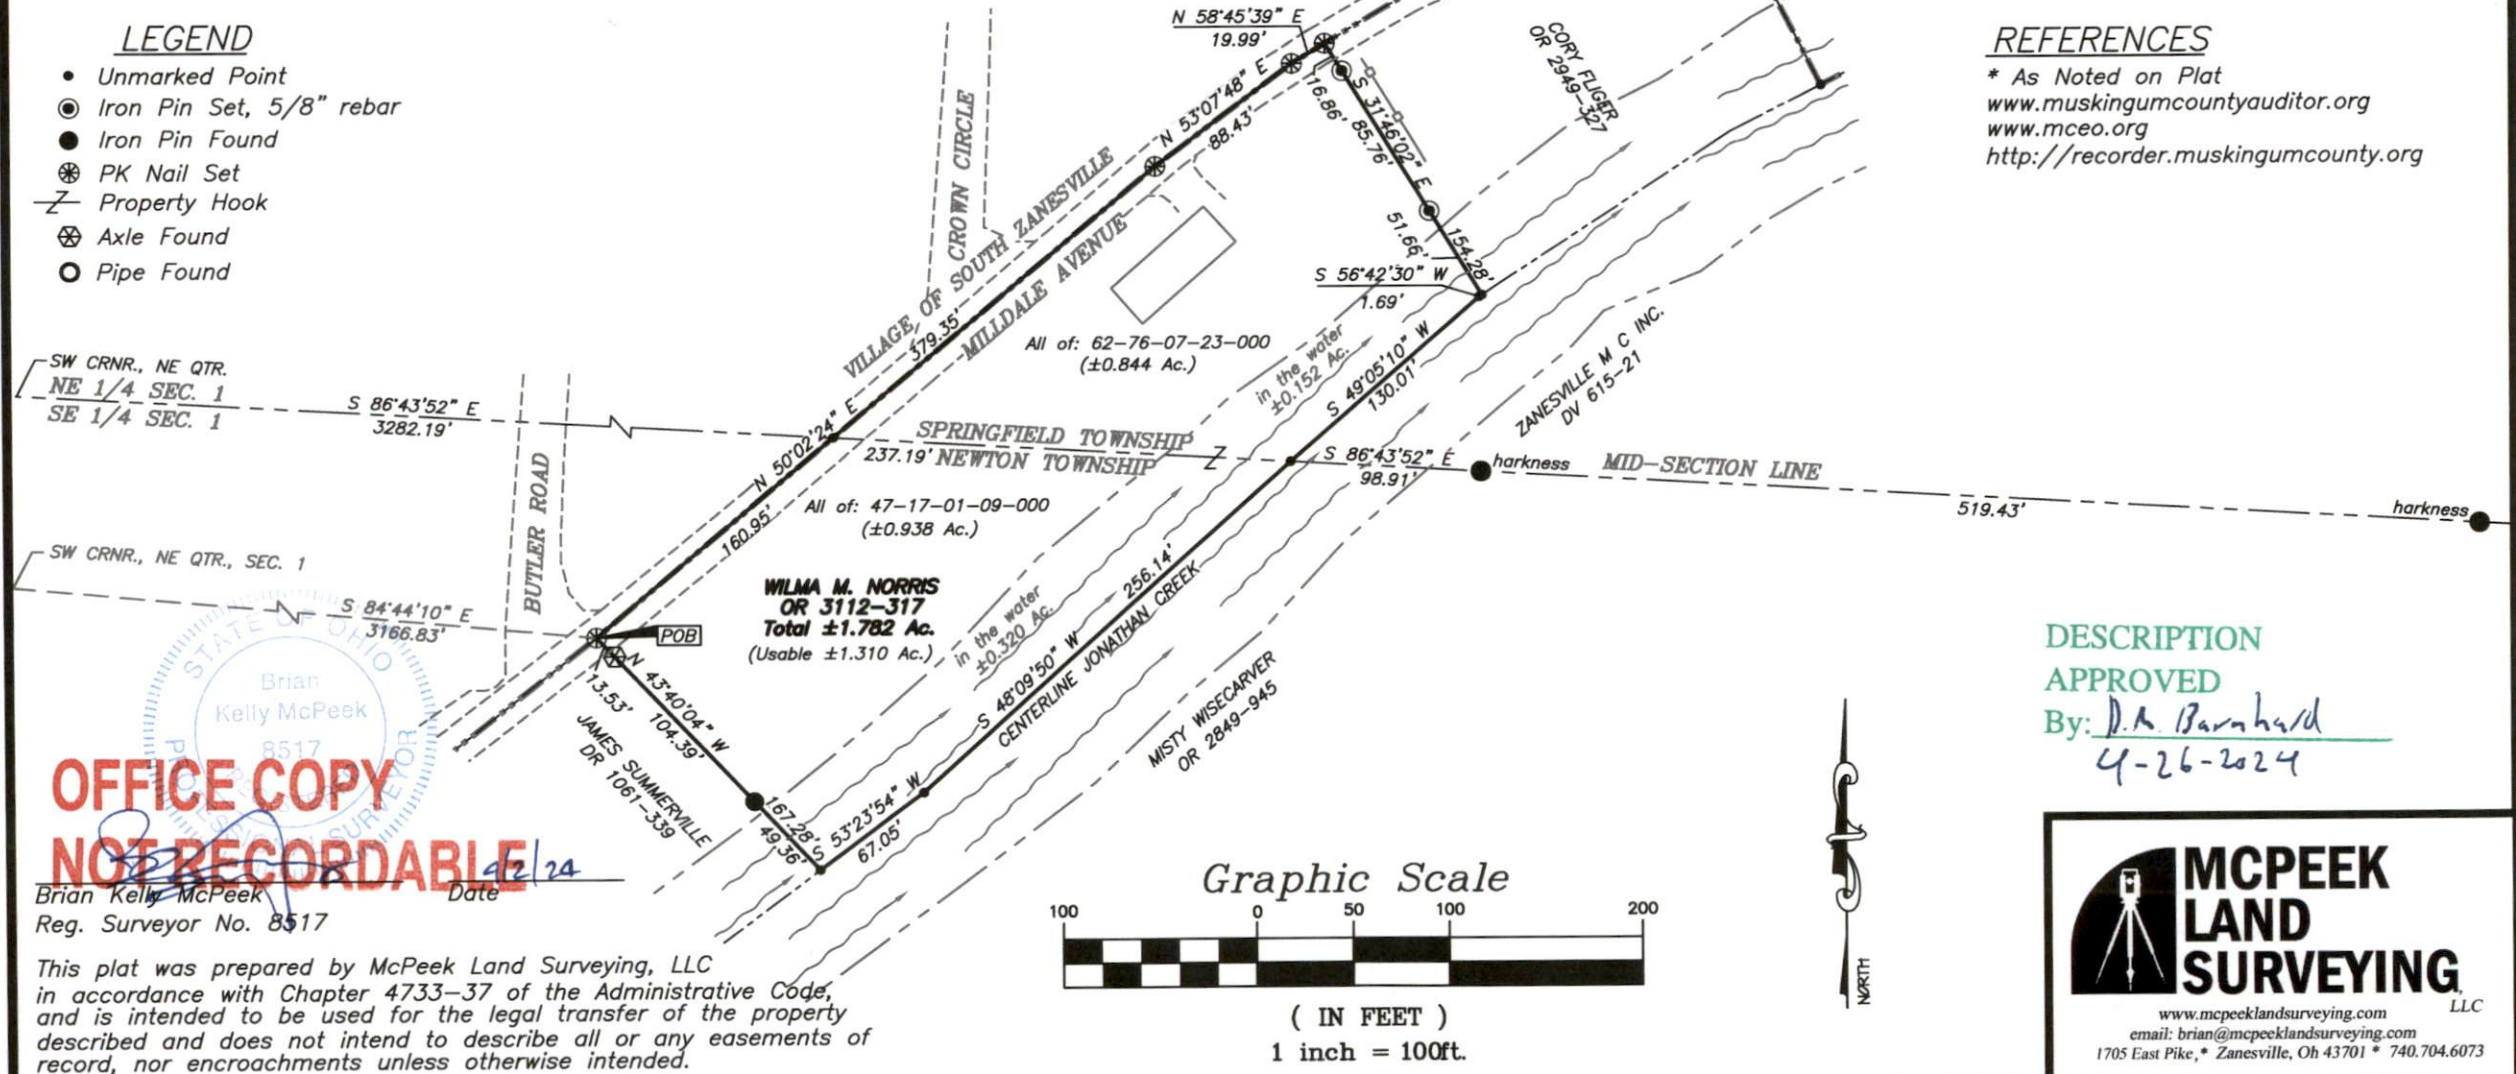 LEGEND
Unmarked Point
Iron Pin Set, 5/8" rebar
Iron Pin Found
PK Nail Set
Property Hook
Axle Found
Pipe Found
N 58°45'39" E
19.99'
N 53°07'48" E
88.43'
16.86'
S 31°46'02" E
85.76'
51.66'
154.28'
CORY FLIGER
OR 2949-327
REFERENCES
* As Noted on Plat
www.muskingumcountyauditor.org
www.mceo.org
http://recorder.muskingumcounty.org
CROWN CIRCLE
VILLAGE OF SOUTH ZANESVILLE
379.35'
MILLDALE AVENUE
S 56°42'30" W
1.69'
All of: 62-76-07-23-000
(±0.844 Ac.)
in the water
±0.152 Ac.
S 49°05'10" W
130.01'
ZANESVILLE M C INC.
DV 615-21
SW CRNR., NE QTR.
NE 1/4 SEC. 1
SE 1/4 SEC. 1
S 86°43'52" E
3282.19'
N 50°02'24" E
160.95'
SPRINGFIELD TOWNSHIP
237.19' NEWTON TOWNSHIP
Z
S 86°43'52" E
98.91'
harkness
MID-SECTION LINE
519.43'
harkness
BUTLER ROAD
All of: 47-17-01-09-000
(±0.938 Ac.)
SW CRNR., NE QTR., SEC. 1
S 84°44'10" E
3166.83'
POB
WILMA M. NORRIS
OR 3112-317
Total ±1.782 Ac.
(Usable ±1.310 Ac.)
in the water
±0.320 Ac.
256.14'
S 48°09'50" W
CENTERLINE JONATHAN CREEK
MISTY WISECARVER
OR 2849-945
13.53'
N 43°40'04" W
104.39'
167.28'
49.36'
JAMES SUMMERVILLE
DR 1061-339
S 53°23'54" W
67.05'
STATE OF OHIO
Brian
Kelly McPeek
8517
PROFESSIONAL SURVEYOR
OFFICE COPY
NOT RECORDABLE
4/2/24
Brian Kelly McPeek
Date
Reg. Surveyor No. 8517
This plat was prepared by McPeek Land Surveying, LLC
in accordance with Chapter 4733-37 of the Administrative Code,
and is intended to be used for the legal transfer of the property
described and does not intend to describe all or any easements of
record, nor encroachments unless otherwise intended.
Graphic Scale
100 0 50 100 200
( IN FEET )
1 inch = 100ft.
NORTH
DESCRIPTION
APPROVED
By: D.A. Barnhard
4-26-2024
MCPEEK
LAND
SURVEYING,
LLC
www.mcpeeklandsurveying.com
email: brian@mcpeeklandsurveying.com
1705 East Pike,* Zanesville, Oh 43701 * 740.704.6073